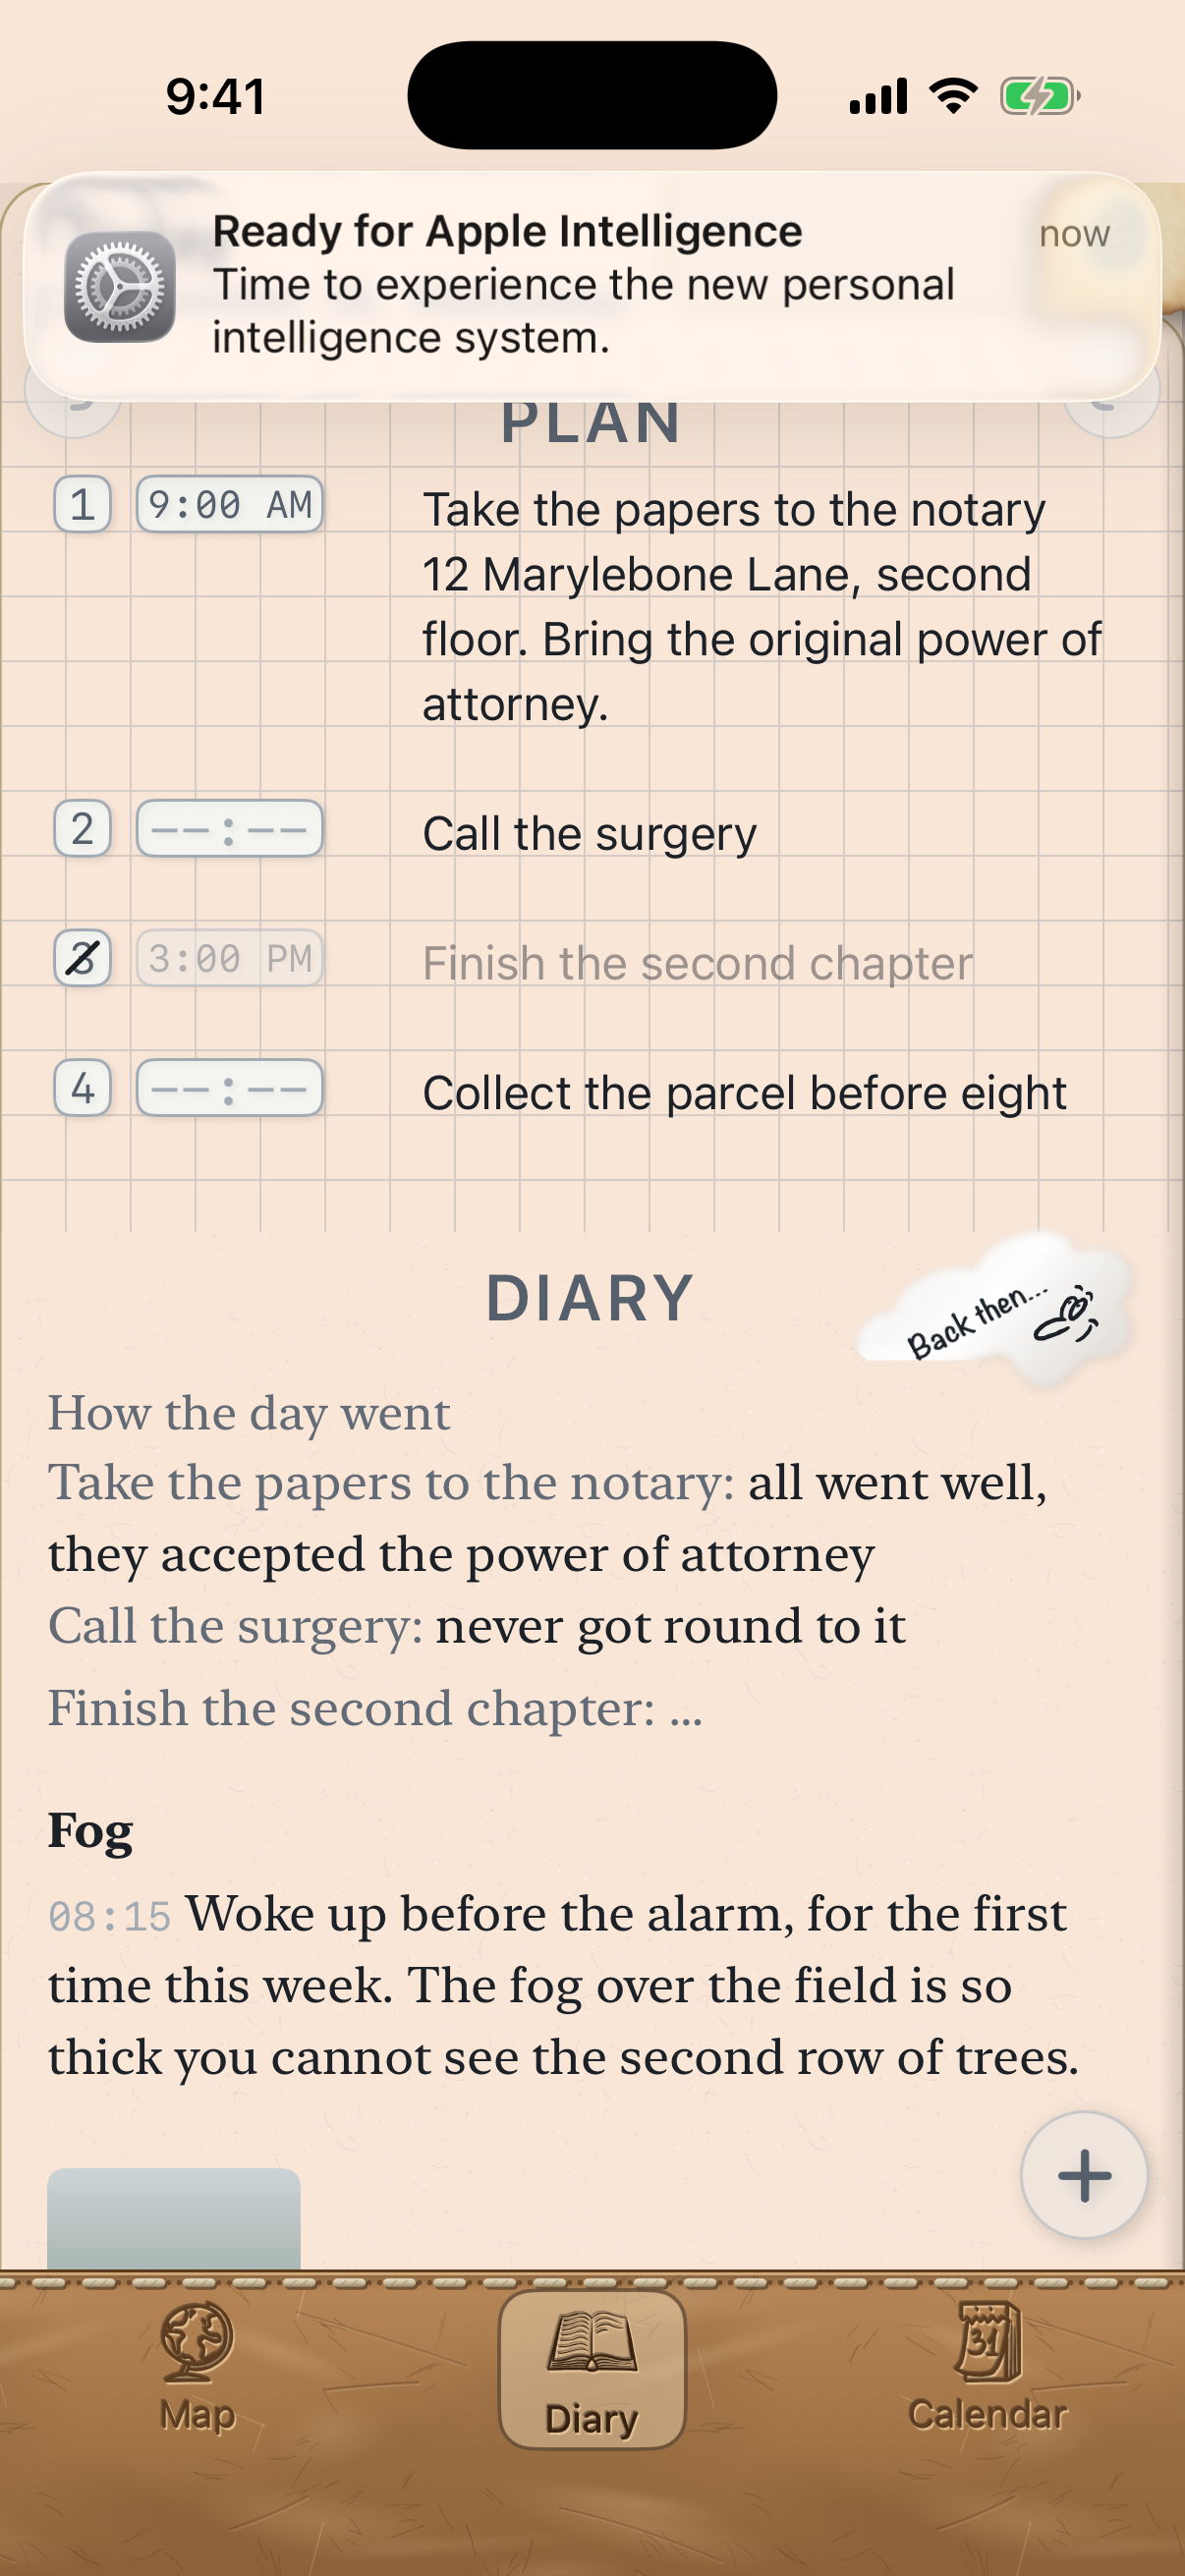 9:41
Ready for Apple Intelligence
now
Time to experience the new personal
intelligence system.
PLAN
1
9:00 AM
Take the papers to the notary
12 Marylebone Lane, second
floor. Bring the original power of
attorney.
2
--:--
Call the surgery
3
3:00 PM
Finish the second chapter
4
--:--
Collect the parcel before eight
DIARY
Back then...
How the day went
Take the papers to the notary: all went well,
they accepted the power of attorney
Call the surgery: never got round to it
Finish the second chapter: ...
Fog
08:15 Woke up before the alarm, for the first
time this week. The fog over the field is so
thick you cannot see the second row of trees.
31
Map
Diary
Calendar